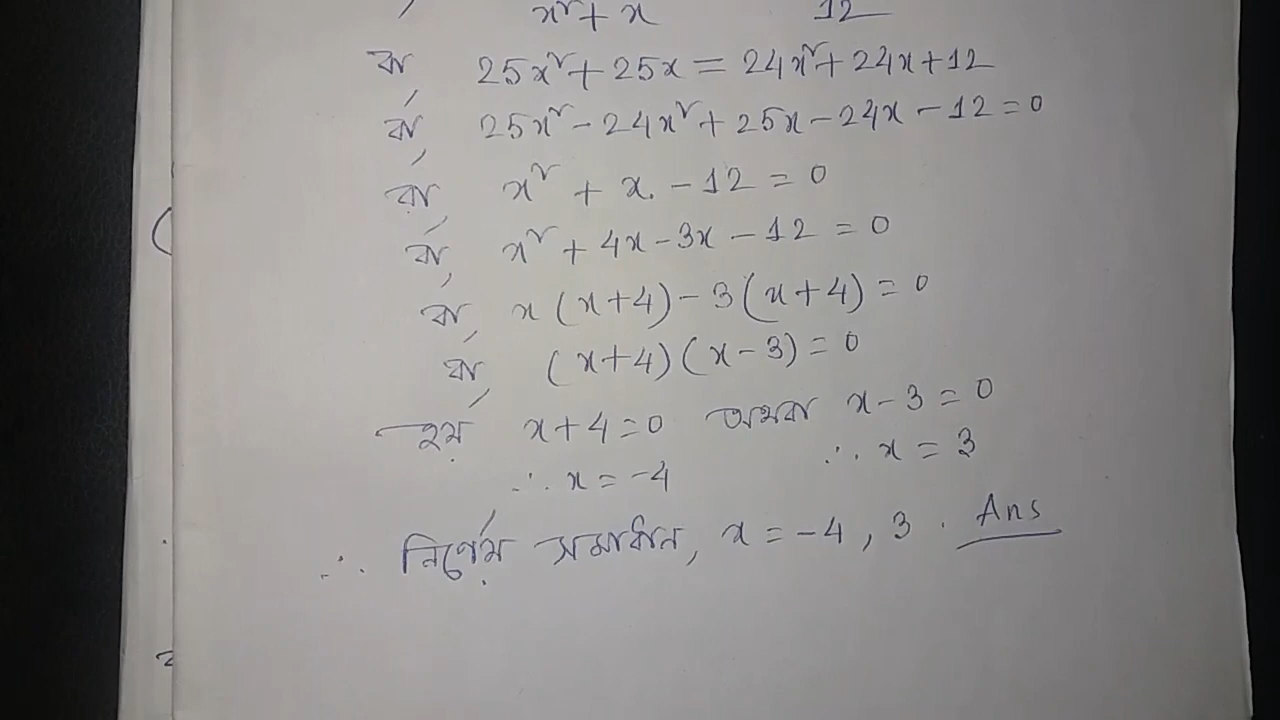 x² + x 12
বা, 25x² + 25x = 24x² + 24x + 12
বা, 25x² - 24x² + 25x - 24x - 12 = 0
বা, x² + x - 12 = 0
বা, x² + 4x - 3x - 12 = 0
বা, x (x+4) - 3 (x+4) = 0
বা, (x+4) (x-3) = 0
হয় x + 4 = 0 অথবা x - 3 = 0
∴ x = -4 ∴ x = 3
∴ নির্ণেয় সমাধান, x = -4, 3. Ans